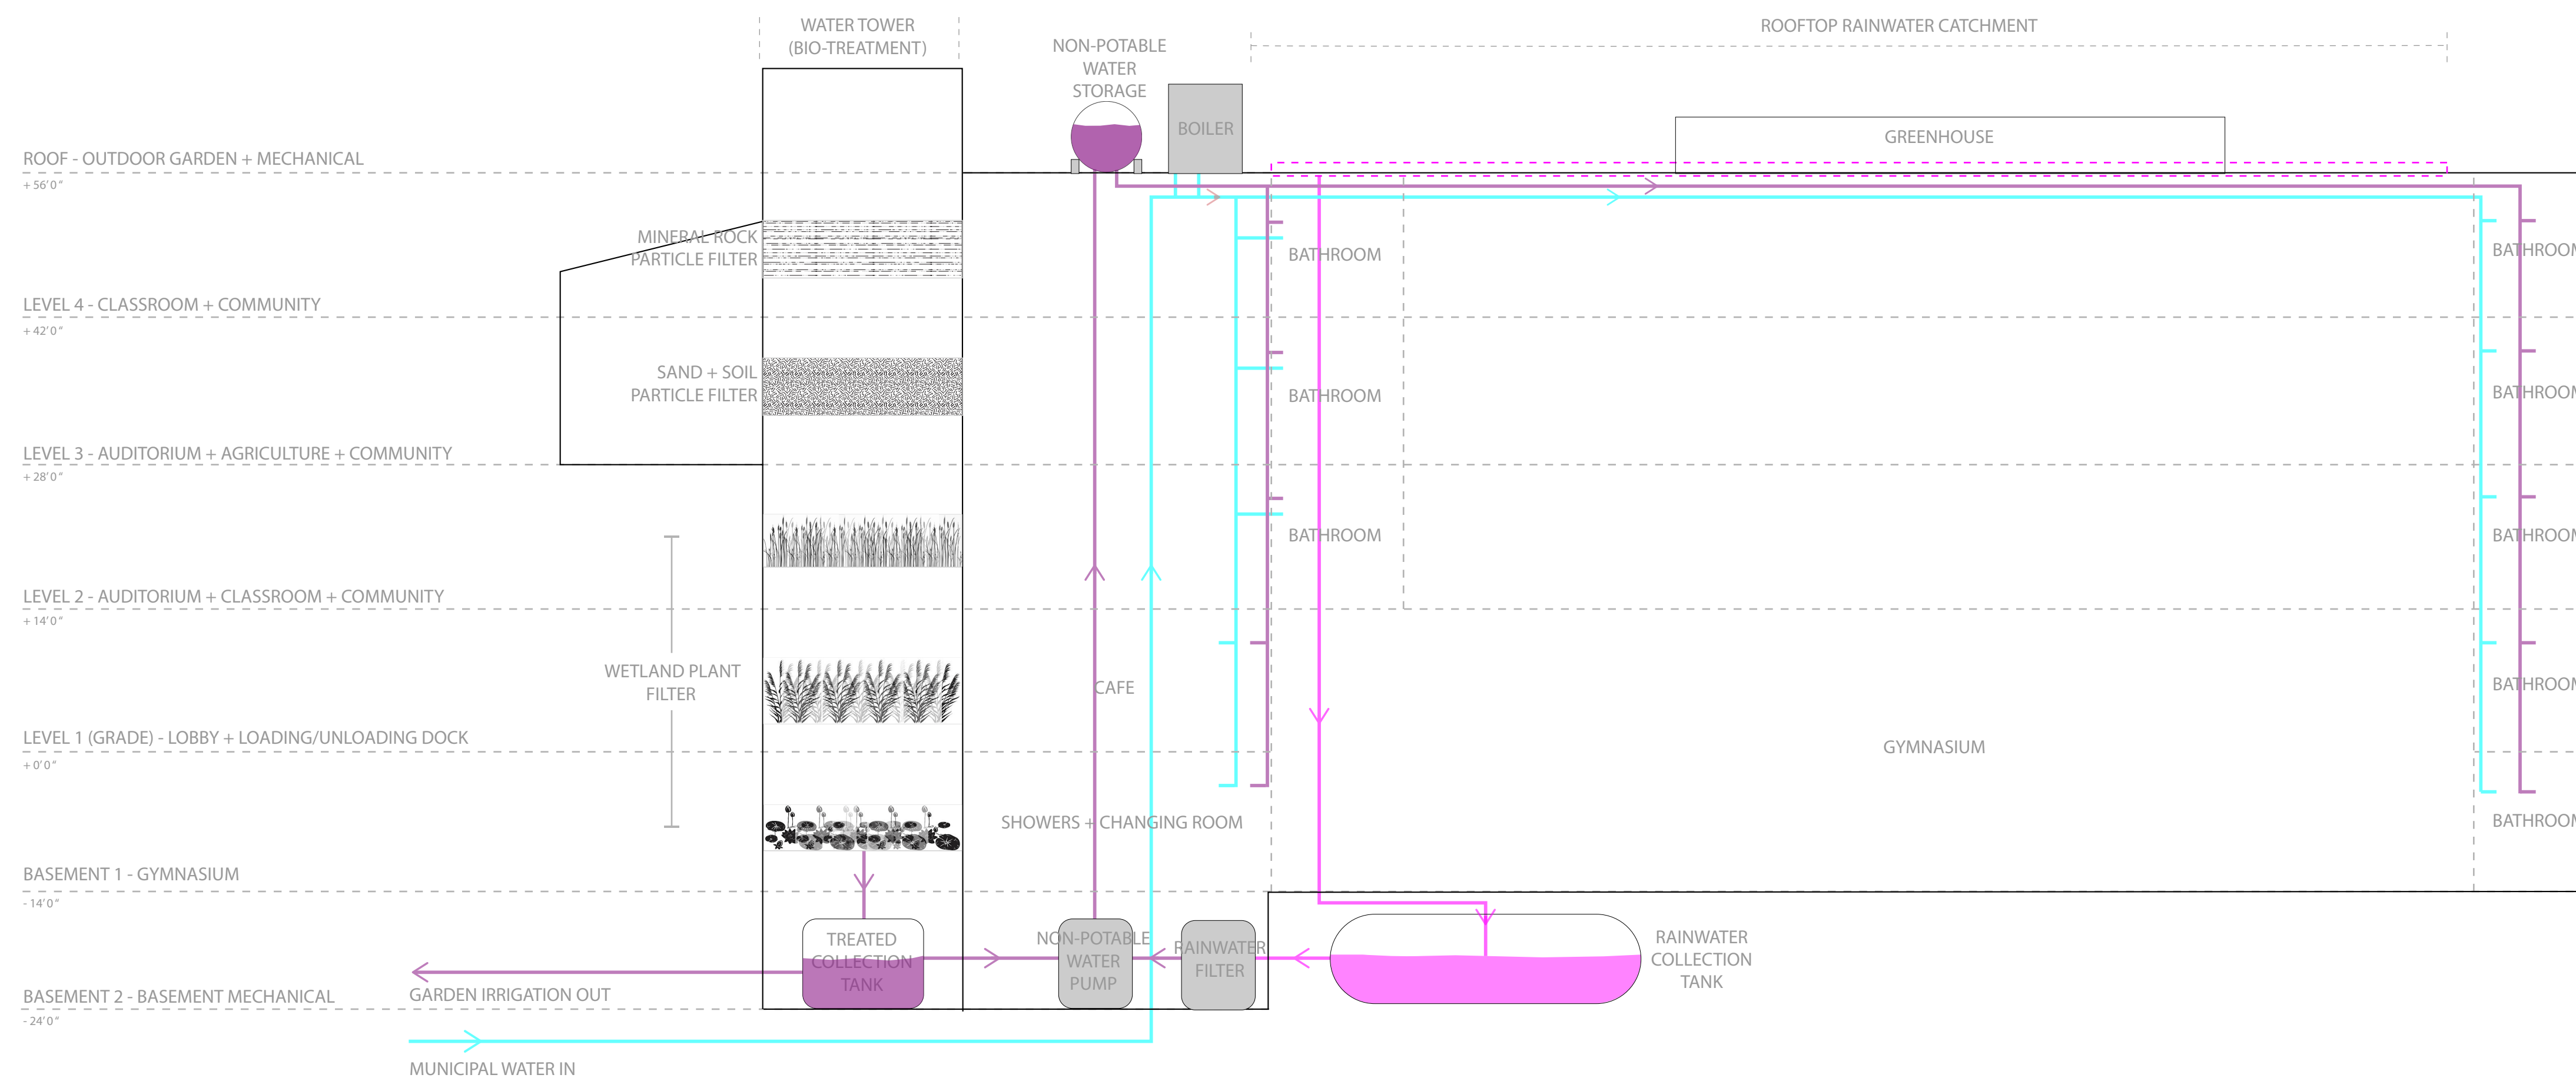 WATER TOWER
(BIO-TREATMENT)
NON-POTABLE
WATER
STORAGE
BOILER
ROOFTOP RAINWATER CATCHMENT
GREENHOUSE
ROOF - OUTDOOR GARDEN + MECHANICAL
+ 56'0"
MINERAL ROCK
PARTICLE FILTER
BATHROOM
BATHROOM
LEVEL 4 - CLASSROOM + COMMUNITY
+ 42'0"
SAND + SOIL
PARTICLE FILTER
BATHROOM
BATHROOM
LEVEL 3 - AUDITORIUM + AGRICULTURE + COMMUNITY
+ 28'0"
BATHROOM
BATHROOM
LEVEL 2 - AUDITORIUM + CLASSROOM + COMMUNITY
+ 14'0"
WETLAND PLANT
FILTER
CAFE
BATHROOM
LEVEL 1 (GRADE) - LOBBY + LOADING/UNLOADING DOCK
+ 0'0"
GYMNASIUM
SHOWERS + CHANGING ROOM
BATHROOM
BASEMENT 1 - GYMNASIUM
- 14'0"
TREATED
COLLECTION
TANK
NON-POTABLE
WATER
PUMP
RAINWATER
FILTER
RAINWATER
COLLECTION
TANK
BASEMENT 2 - BASEMENT MECHANICAL
- 24'0"
GARDEN IRRIGATION OUT
MUNICIPAL WATER IN